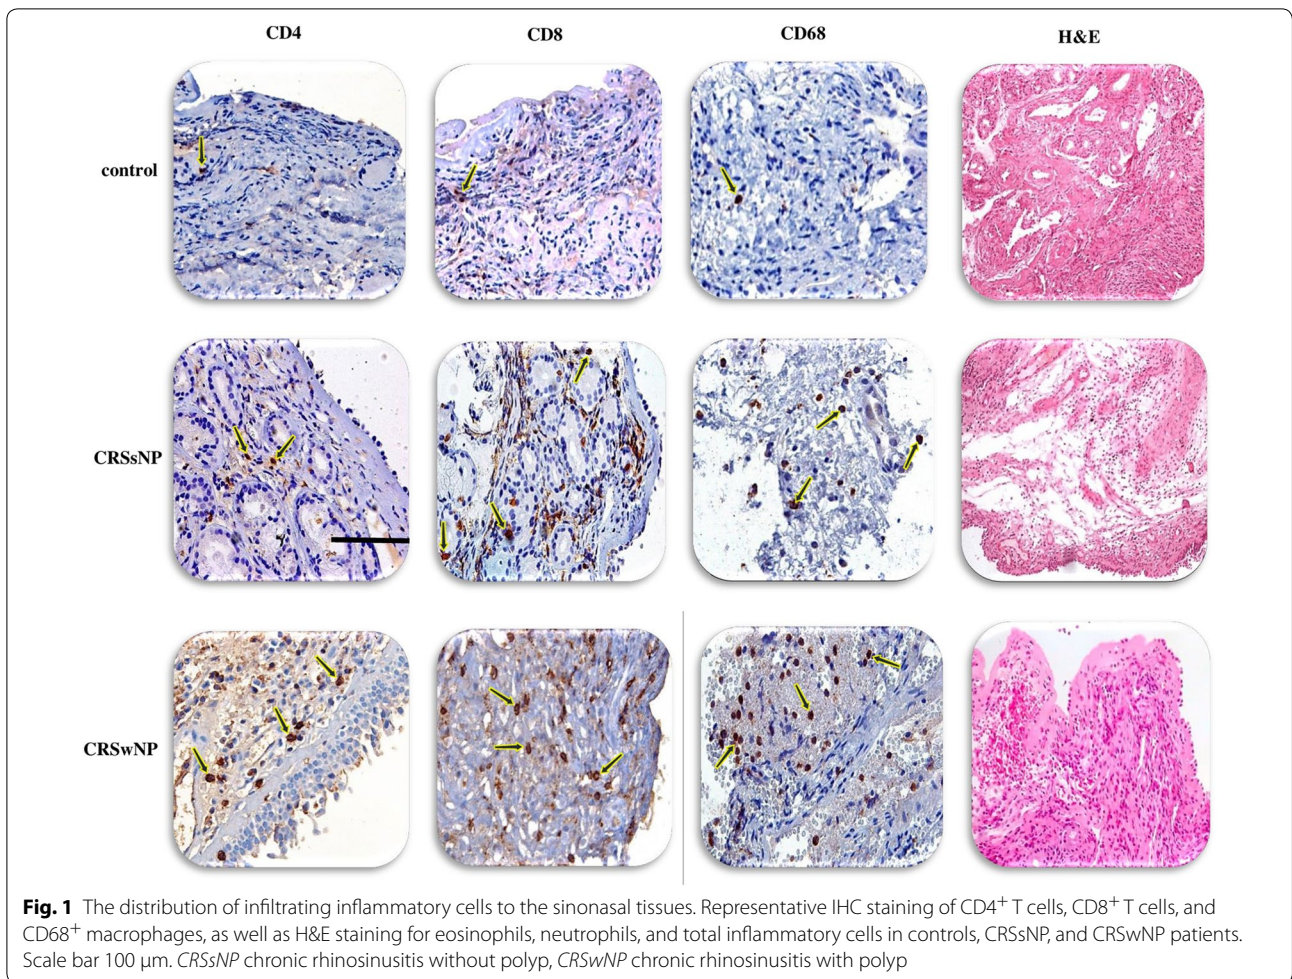 CD4 CD8 CD68 H&E
control
CRSsNP
CRSwNP
Fig. 1 The distribution of infiltrating inflammatory cells to the sinonasal tissues. Representative IHC staining of CD4+ T cells, CD8+ T cells, and
CD68+ macrophages, as well as H&E staining for eosinophils, neutrophils, and total inflammatory cells in controls, CRSsNP, and CRSwNP patients.
Scale bar 100 μm. CRSsNP chronic rhinosinusitis without polyp, CRSwNP chronic rhinosinusitis with polyp